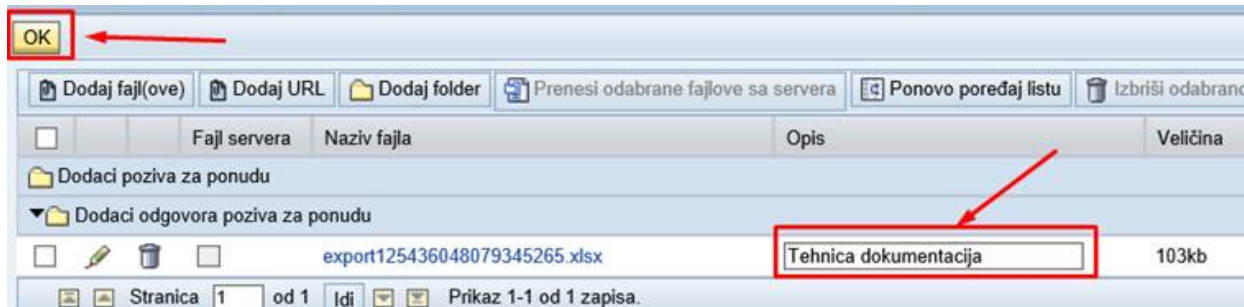 OK
Dodaj fajl(ove) Dodaj URL Dodaj folder Prenesi odabrane fajlove sa servera Ponovo poređaj listu Izbriši odabrano
Fajl servera Naziv fajla Opis Veličina
Dodaci poziva za ponudu
Dodaci odgovora poziva za ponudu
export125436048079345265.xlsx Tehnica dokumentacija 103kb
Stranica 1 od 1 Idi Prikaz 1-1 od 1 zapisa.